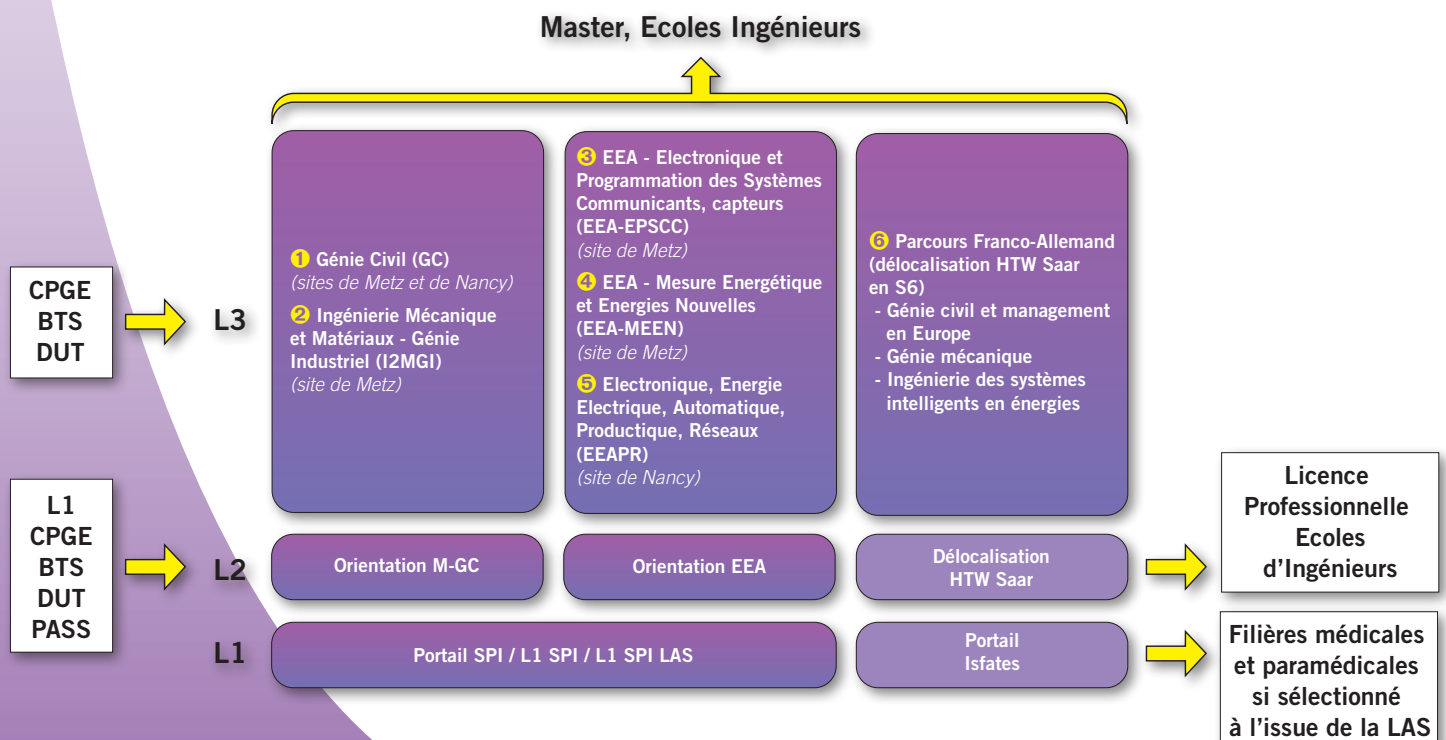 Master, Ecoles Ingénieurs
CPGE
BTS
DUT
L3
❶ Génie Civil (GC)
(sites de Metz et de Nancy)
❷ Ingénierie Mécanique
et Matériaux - Génie
Industriel (I2MGI)
(site de Metz)
❸ EEA - Electronique et
Programmation des Systèmes
Communicants, capteurs
(EEA-EPSCC)
(site de Metz)
❹ EEA - Mesure Energétique
et Energies Nouvelles
(EEA-MEEN)
(site de Metz)
❺ Electronique, Energie
Electrique, Automatique,
Productique, Réseaux
(EEAPR)
(site de Nancy)
❻ Parcours Franco-Allemand
(délocalisation HTW Saar
en S6)
- Génie civil et management
en Europe
- Génie mécanique
- Ingénierie des systèmes
intelligents en énergies
L1
CPGE
BTS
DUT
PASS
L2
Orientation M-GC
Orientation EEA
Délocalisation
HTW Saar
Licence
Professionnelle
Ecoles
d'Ingénieurs
L1
Portail SPI / L1 SPI / L1 SPI LAS
Portail
Isfates
Filières médicales
et paramédicales
si sélectionné
à l'issue de la LAS